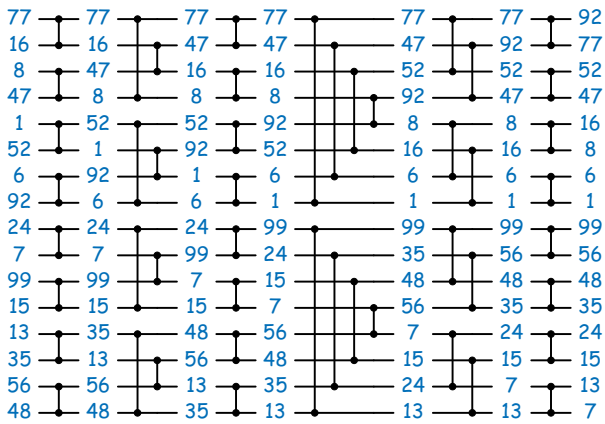 77 77 77 77 77 77 92
16 16 47 47 47 92 77
8 47 16 16 52 52 52
47 8 8 8 92 47 47
1 52 52 92 8 8 16
52 1 92 52 16 16 8
6 92 1 6 6 6 6
92 6 6 1 1 1 1
24 24 24 99 99 99 99
7 7 99 24 35 56 56
99 99 7 15 48 48 48
15 15 15 7 56 35 35
13 35 48 56 7 24 24
35 13 56 48 15 15 15
56 56 13 35 24 7 13
48 48 35 13 13 13 7